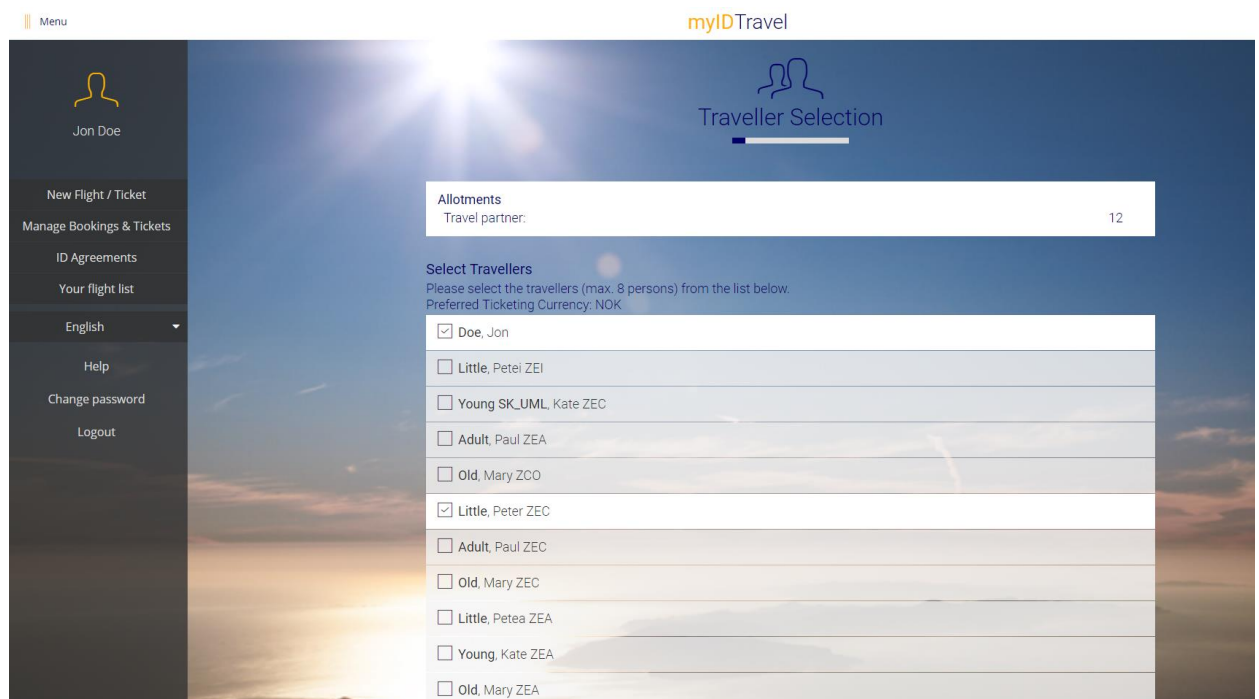 Menu
myIDTravel
Jon Doe
New Flight / Ticket
Manage Bookings & Tickets
ID Agreements
Your flight list
English
Help
Change password
Logout
Traveller Selection
Allotments
Travel partner: 12
Select Travellers
Please select the travellers (max. 8 persons) from the list below.
Preferred Ticketing Currency: NOK
Doe, Jon
Little, Petei ZEI
Young SK_UML, Kate ZEC
Adult, Paul ZEA
Old, Mary ZCO
Little, Peter ZEC
Adult, Paul ZEC
Old, Mary ZEC
Little, Petea ZEA
Young, Kate ZEA
Old, Mary ZEA